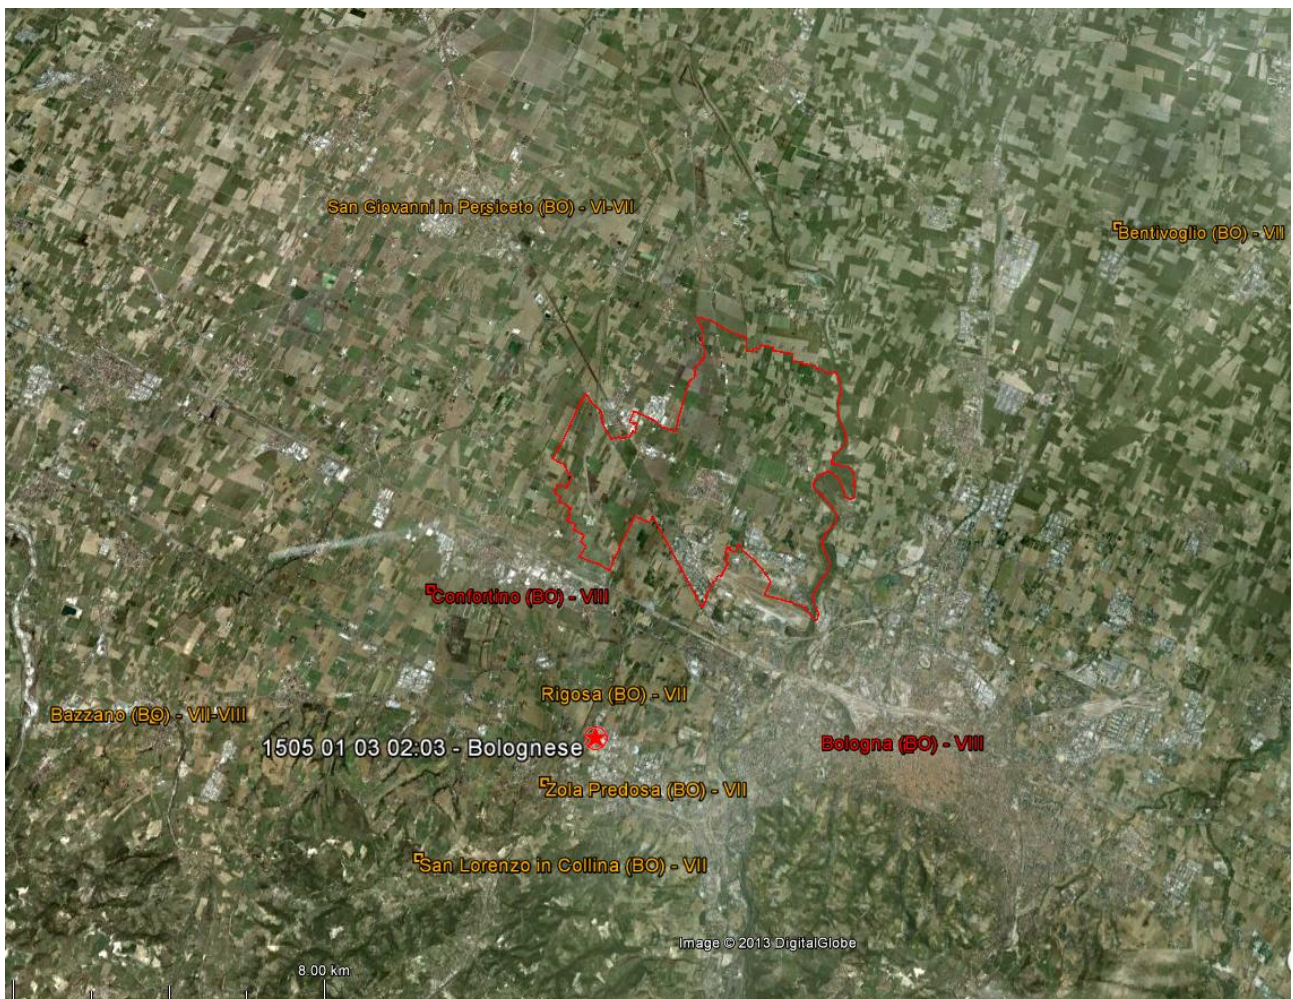 San Giovanni in Persiceto (BO) - VI-VII
Bentivoglio (BO) - VII
Confortino (BO) - VIII
Rigosa (BO) - VII
Bazzano (BO) - VII-VIII
1505 01 03 02:03 - Bolognese
Bologna (BO) - VIII
Zola Predosa (BO) - VII
San Lorenzo in Collina (BO) - VII
Image © 2013 DigitalGlobe
8.00 km